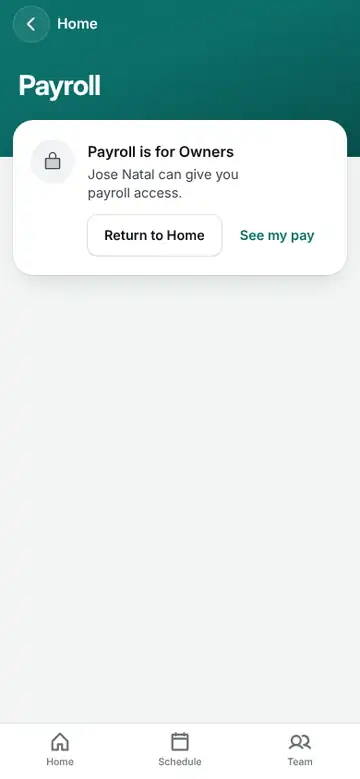 Home
Payroll
Payroll is for Owners
Jose Natal can give you
payroll access.
Return to Home
See my pay
Home
Schedule
Team